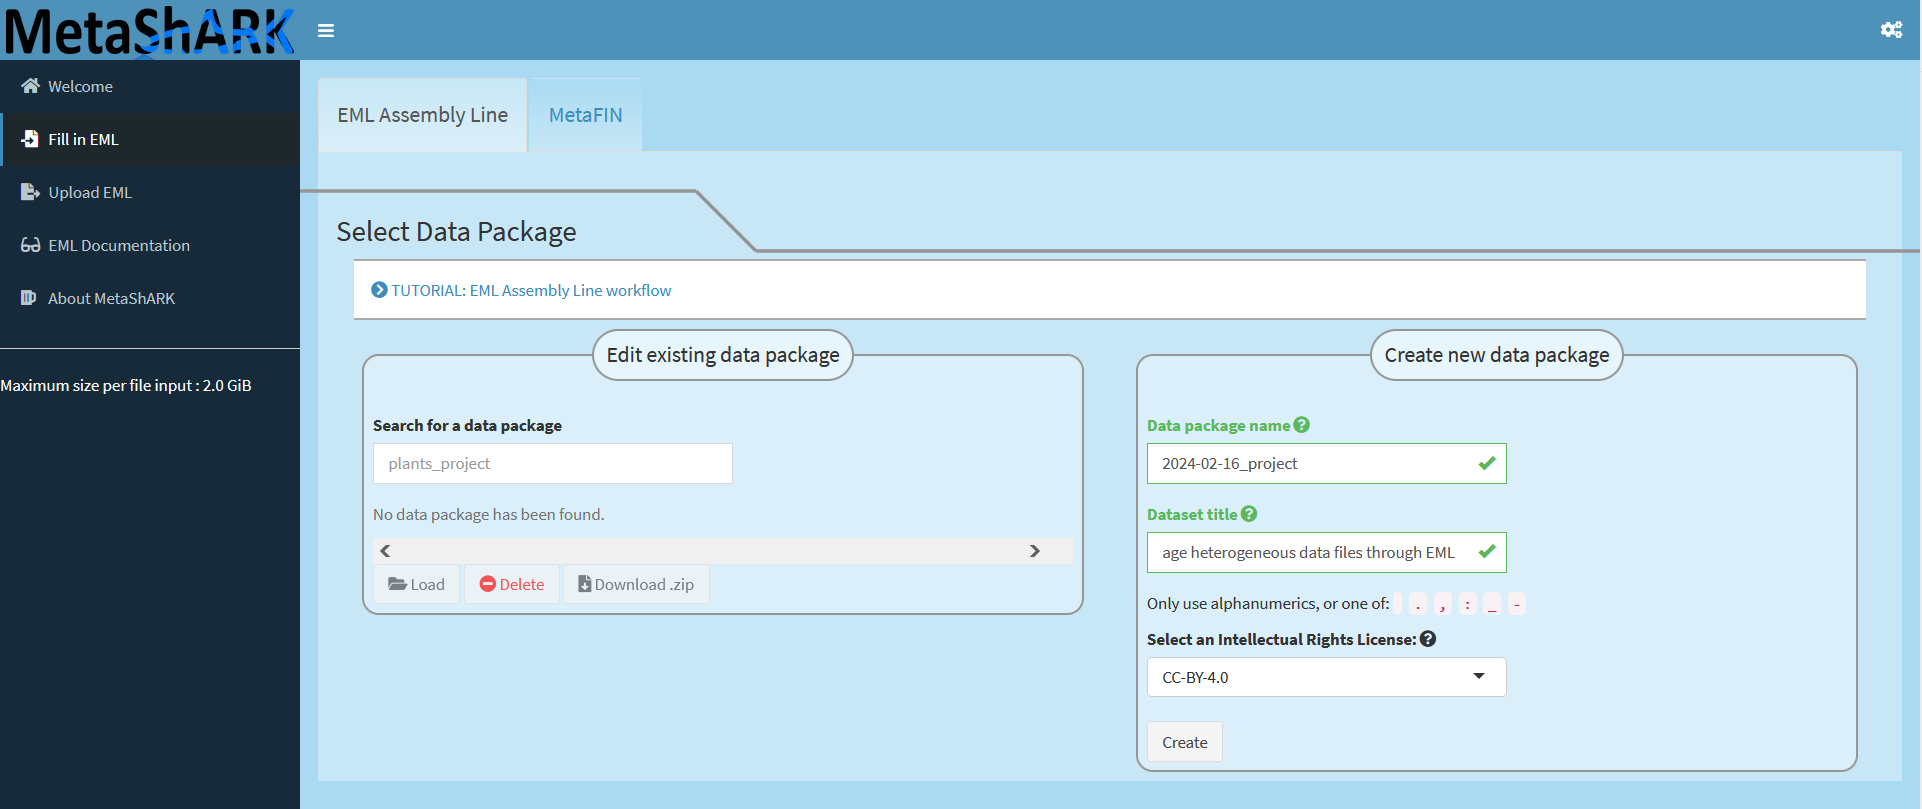 MetaShARK
Welcome
Fill in EML
Upload EML
EML Documentation
About MetaShARK
Maximum size per file input : 2.0 GiB
EML Assembly Line
MetaFIN
Select Data Package
TUTORIAL: EML Assembly Line workflow
Edit existing data package
Search for a data package
plants_project
No data package has been found.
Load
Delete
Download .zip
Create new data package
Data package name
2024-02-16_project
Dataset title
age heterogeneous data files through EML
Only use alphanumerics, or one of: . , : _ -
Select an Intellectual Rights License:
CC-BY-4.0
Create